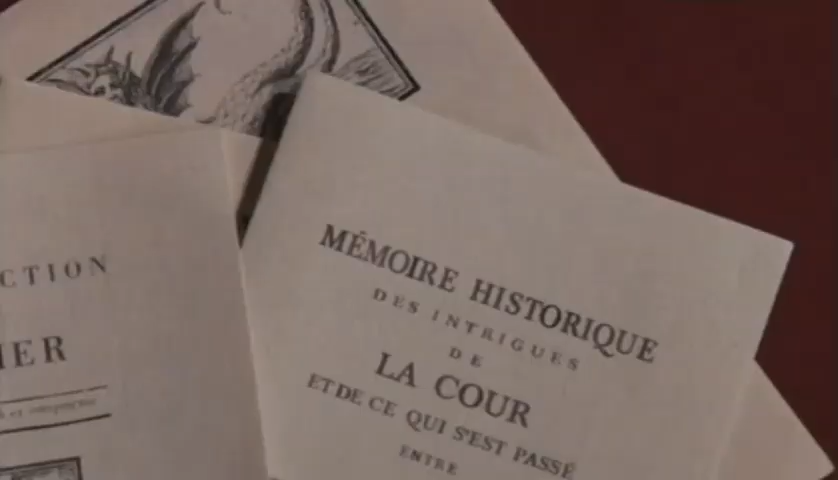 CTION
IER
MÉMOIRE HISTORIQUE
DES INTRIGUES
DE
LA COUR
ET DE CE QUI S'EST PASSÉ
ENTRE